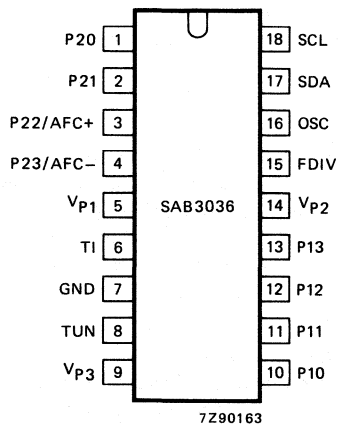 P20 1 18 SCL
P21 2 17 SDA
P22/AFC+ 3 16 OSC
P23/AFC− 4 15 FDIV
VP1 5 SAB3036 14 VP2
TI 6 13 P13
GND 7 12 P12
TUN 8 11 P11
VP3 9 10 P10
7Z90163